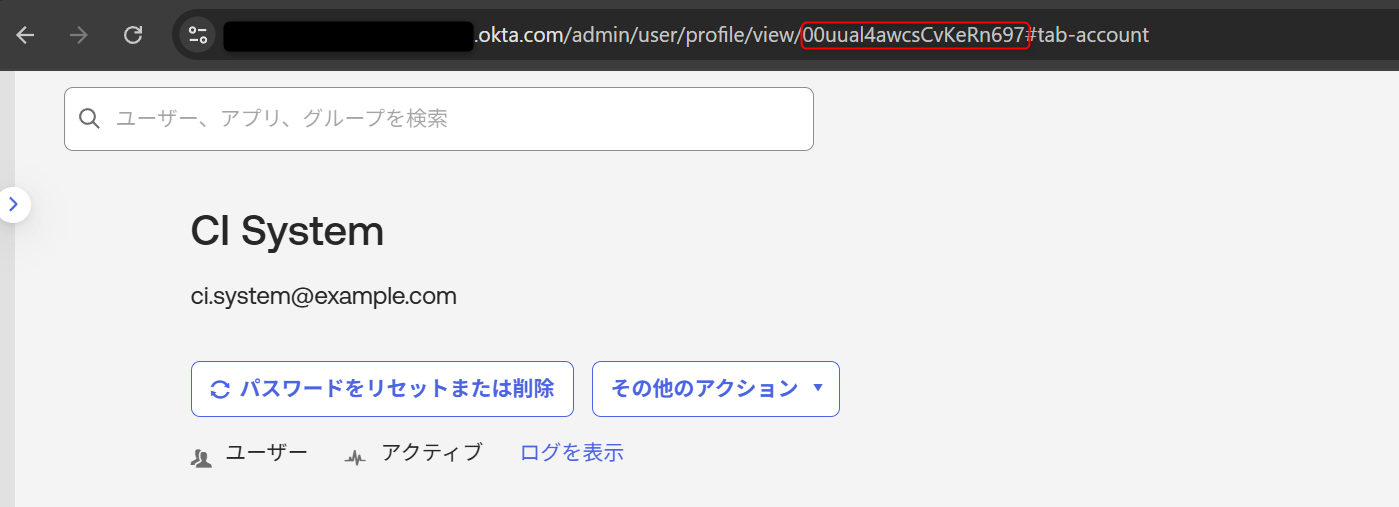 .okta.com/admin/user/profile/view/00uual4awcsCvKeRn697#tab-account
ユーザー、アプリ、グループを検索
CI System
ci.system@example.com
パスワードをリセットまたは削除 その他のアクション
ユーザー アクティブ ログを表示